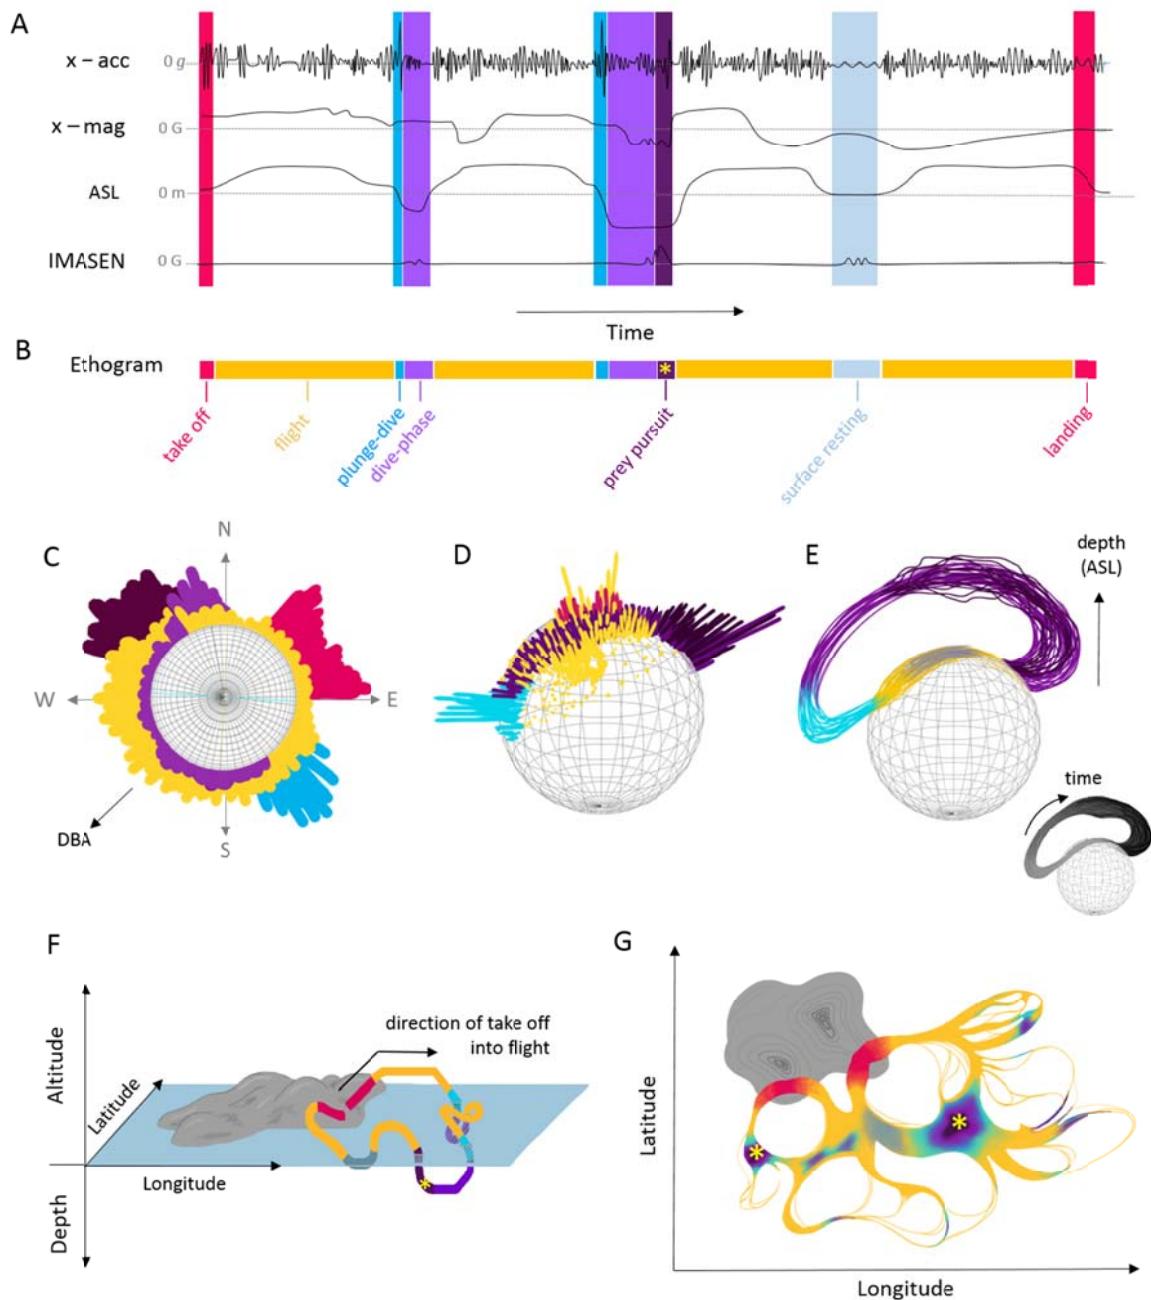 A
x – acc
0 g
x – mag
0 G
ASL
0 m
IMASEN
0 G
Time
B
Ethogram
*
take off
flight
plunge-dive
dive-phase
prey pursuit
surface resting
landing
C
N
W
E
S
DBA
D
E
depth
(ASL)
time
F
Altitude
Latitude
Longitude
Depth
direction of take off
into flight
*
G
Latitude
Longitude
*
*